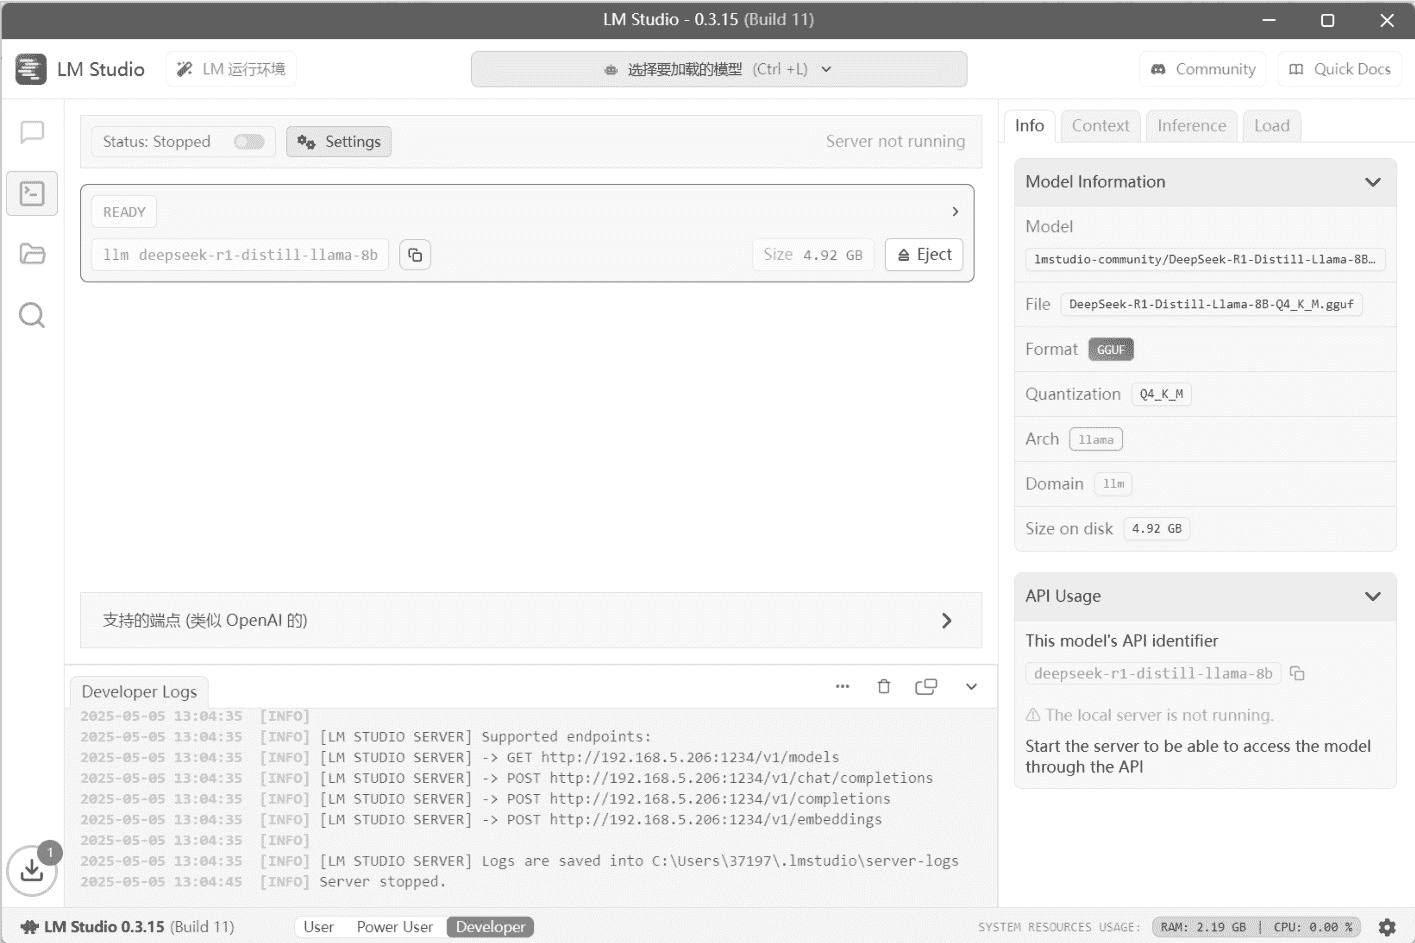 LM Studio - 0.3.15 (Build 11)
LM Studio
LM 运行环境
选择要加载的模型 (Ctrl +L)
Community
Quick Docs
Status: Stopped
Settings
Server not running
READY
llm deepseek-r1-distill-llama-8b
Size 4.92 GB
Eject
支持的端点 (类似 OpenAI 的)
Developer Logs
2025-05-05 13:04:35 [INFO]
2025-05-05 13:04:35 [INFO] [LM STUDIO SERVER] Supported endpoints:
2025-05-05 13:04:35 [INFO] [LM STUDIO SERVER] -> GET http://192.168.5.206:1234/v1/models
2025-05-05 13:04:35 [INFO] [LM STUDIO SERVER] -> POST http://192.168.5.206:1234/v1/chat/completions
2025-05-05 13:04:35 [INFO] [LM STUDIO SERVER] -> POST http://192.168.5.206:1234/v1/completions
2025-05-05 13:04:35 [INFO] [LM STUDIO SERVER] -> POST http://192.168.5.206:1234/v1/embeddings
2025-05-05 13:04:35 [INFO]
2025-05-05 13:04:35 [INFO] [LM STUDIO SERVER] Logs are saved into C:\Users\37197\.lmstudio\server-logs
2025-05-05 13:04:45 [INFO] Server stopped.
Info
Context
Inference
Load
Model Information
Model
lmstudio-community/DeepSeek-R1-Distill-Llama-8B…
File DeepSeek-R1-Distill-Llama-8B-Q4_K_M.gguf
Format GGUF
Quantization Q4_K_M
Arch llama
Domain llm
Size on disk 4.92 GB
API Usage
This model's API identifier
deepseek-r1-distill-llama-8b
The local server is not running.
Start the server to be able to access the model
through the API
1
LM Studio 0.3.15 (Build 11)
User
Power User
Developer
SYSTEM RESOURCES USAGE: RAM: 2.19 GB | CPU: 0.00 %